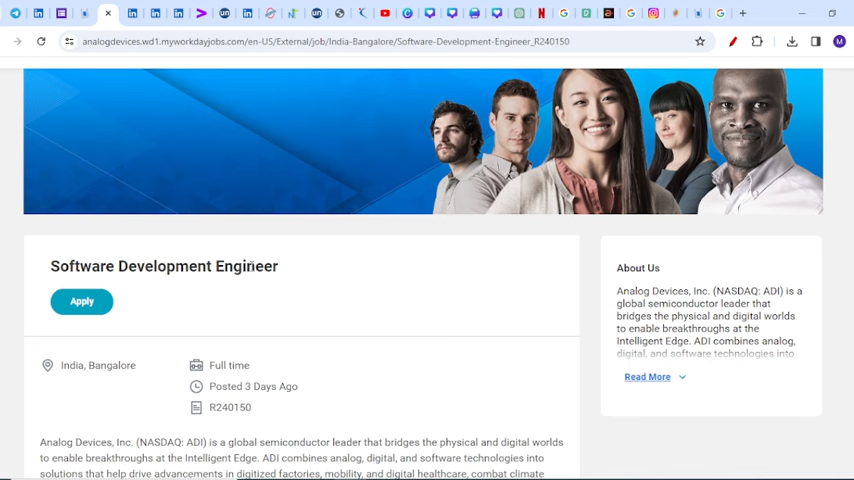 analogdevices.wd1.myworkdayjobs.com/en-US/External/job/India-Bangalore/Software-Development-Engineer_R240150
Software Development Engineer
Apply
India, Bangalore
Full time
Posted 3 Days Ago
R240150
Analog Devices, Inc. (NASDAQ: ADI) is a global semiconductor leader that bridges the physical and digital worlds
to enable breakthroughs at the Intelligent Edge. ADI combines analog, digital, and software technologies into
solutions that help drive advancements in digitized factories, mobility, and digital healthcare, combat climate
About Us
Analog Devices, Inc. (NASDAQ: ADI) is a
global semiconductor leader that
bridges the physical and digital worlds
to enable breakthroughs at the
Intelligent Edge. ADI combines analog,
digital, and software technologies into
Read More